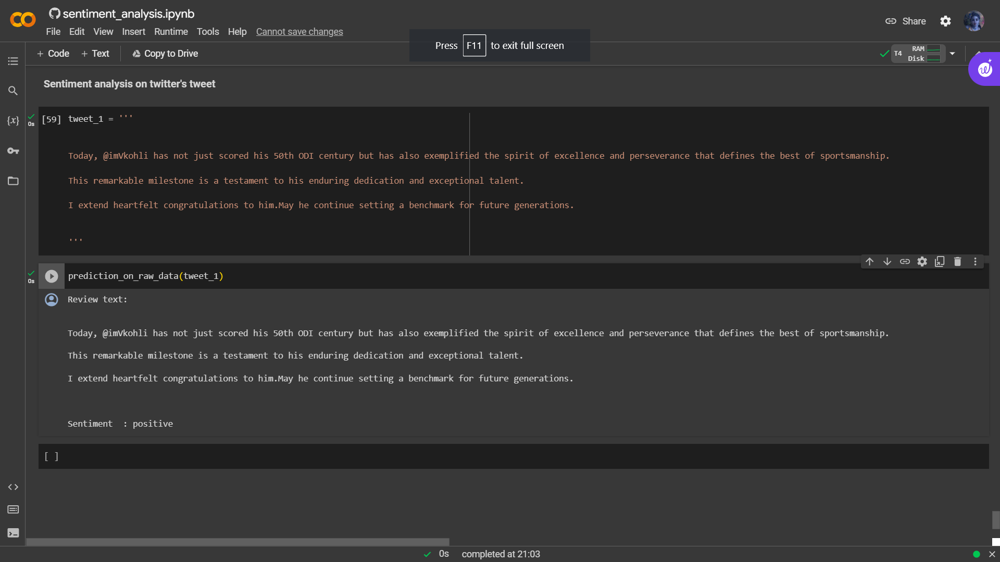 sentiment_analysis.ipynb
File Edit View Insert Runtime Tools Help Cannot save changes
Share
Press F11 to exit full screen
+ Code + Text Copy to Drive
T4 RAM
Disk
Sentiment analysis on twitter's tweet
0s
[59] tweet_1 = '''
Today, @imVkohli has not just scored his 50th ODI century but has also exemplified the spirit of excellence and perseverance that defines the best of sportsmanship.
This remarkable milestone is a testament to his enduring dedication and exceptional talent.
I extend heartfelt congratulations to him.May he continue setting a benchmark for future generations.
'''
0s
prediction_on_raw_data(tweet_1)
Review text:
Today, @imVkohli has not just scored his 50th ODI century but has also exemplified the spirit of excellence and perseverance that defines the best of sportsmanship.
This remarkable milestone is a testament to his enduring dedication and exceptional talent.
I extend heartfelt congratulations to him.May he continue setting a benchmark for future generations.
Sentiment  : positive
[ ]
0s completed at 21:03